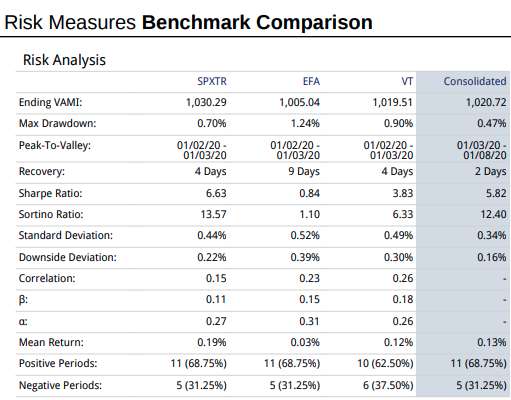 Risk Measures Benchmark Comparison
Risk Analysis
SPXTR EFA VT Consolidated
Ending VAMI: 1,030.29 1,005.04 1,019.51 1,020.72
Max Drawdown: 0.70% 1.24% 0.90% 0.47%
Peak-To-Valley: 01/02/20 - 01/02/20 - 01/02/20 - 01/03/20 -
01/03/20 01/03/20 01/03/20 01/08/20
Recovery: 4 Days 9 Days 4 Days 2 Days
Sharpe Ratio: 6.63 0.84 3.83 5.82
Sortino Ratio: 13.57 1.10 6.33 12.40
Standard Deviation: 0.44% 0.52% 0.49% 0.34%
Downside Deviation: 0.22% 0.39% 0.30% 0.16%
Correlation: 0.15 0.23 0.26 -
β: 0.11 0.15 0.18 -
α: 0.27 0.31 0.26 -
Mean Return: 0.19% 0.03% 0.12% 0.13%
Positive Periods: 11 (68.75%) 11 (68.75%) 10 (62.50%) 11 (68.75%)
Negative Periods: 5 (31.25%) 5 (31.25%) 6 (37.50%) 5 (31.25%)